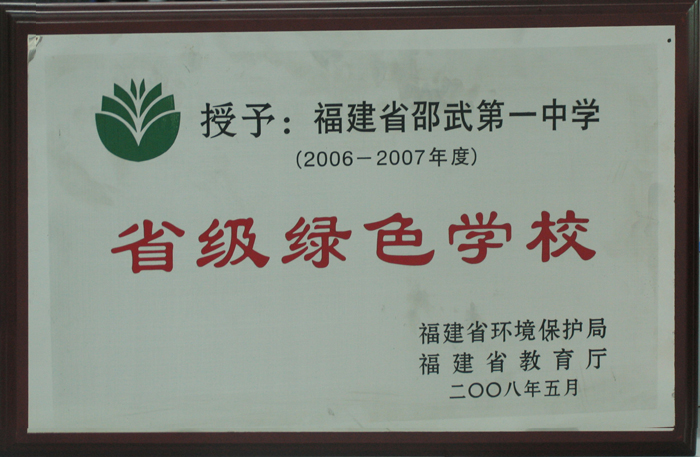 授予：福建省邵武第一中学
(2006－2007年度)
省级绿色学校
福建省环境保护局
福建省教育厅
二〇〇八年五月